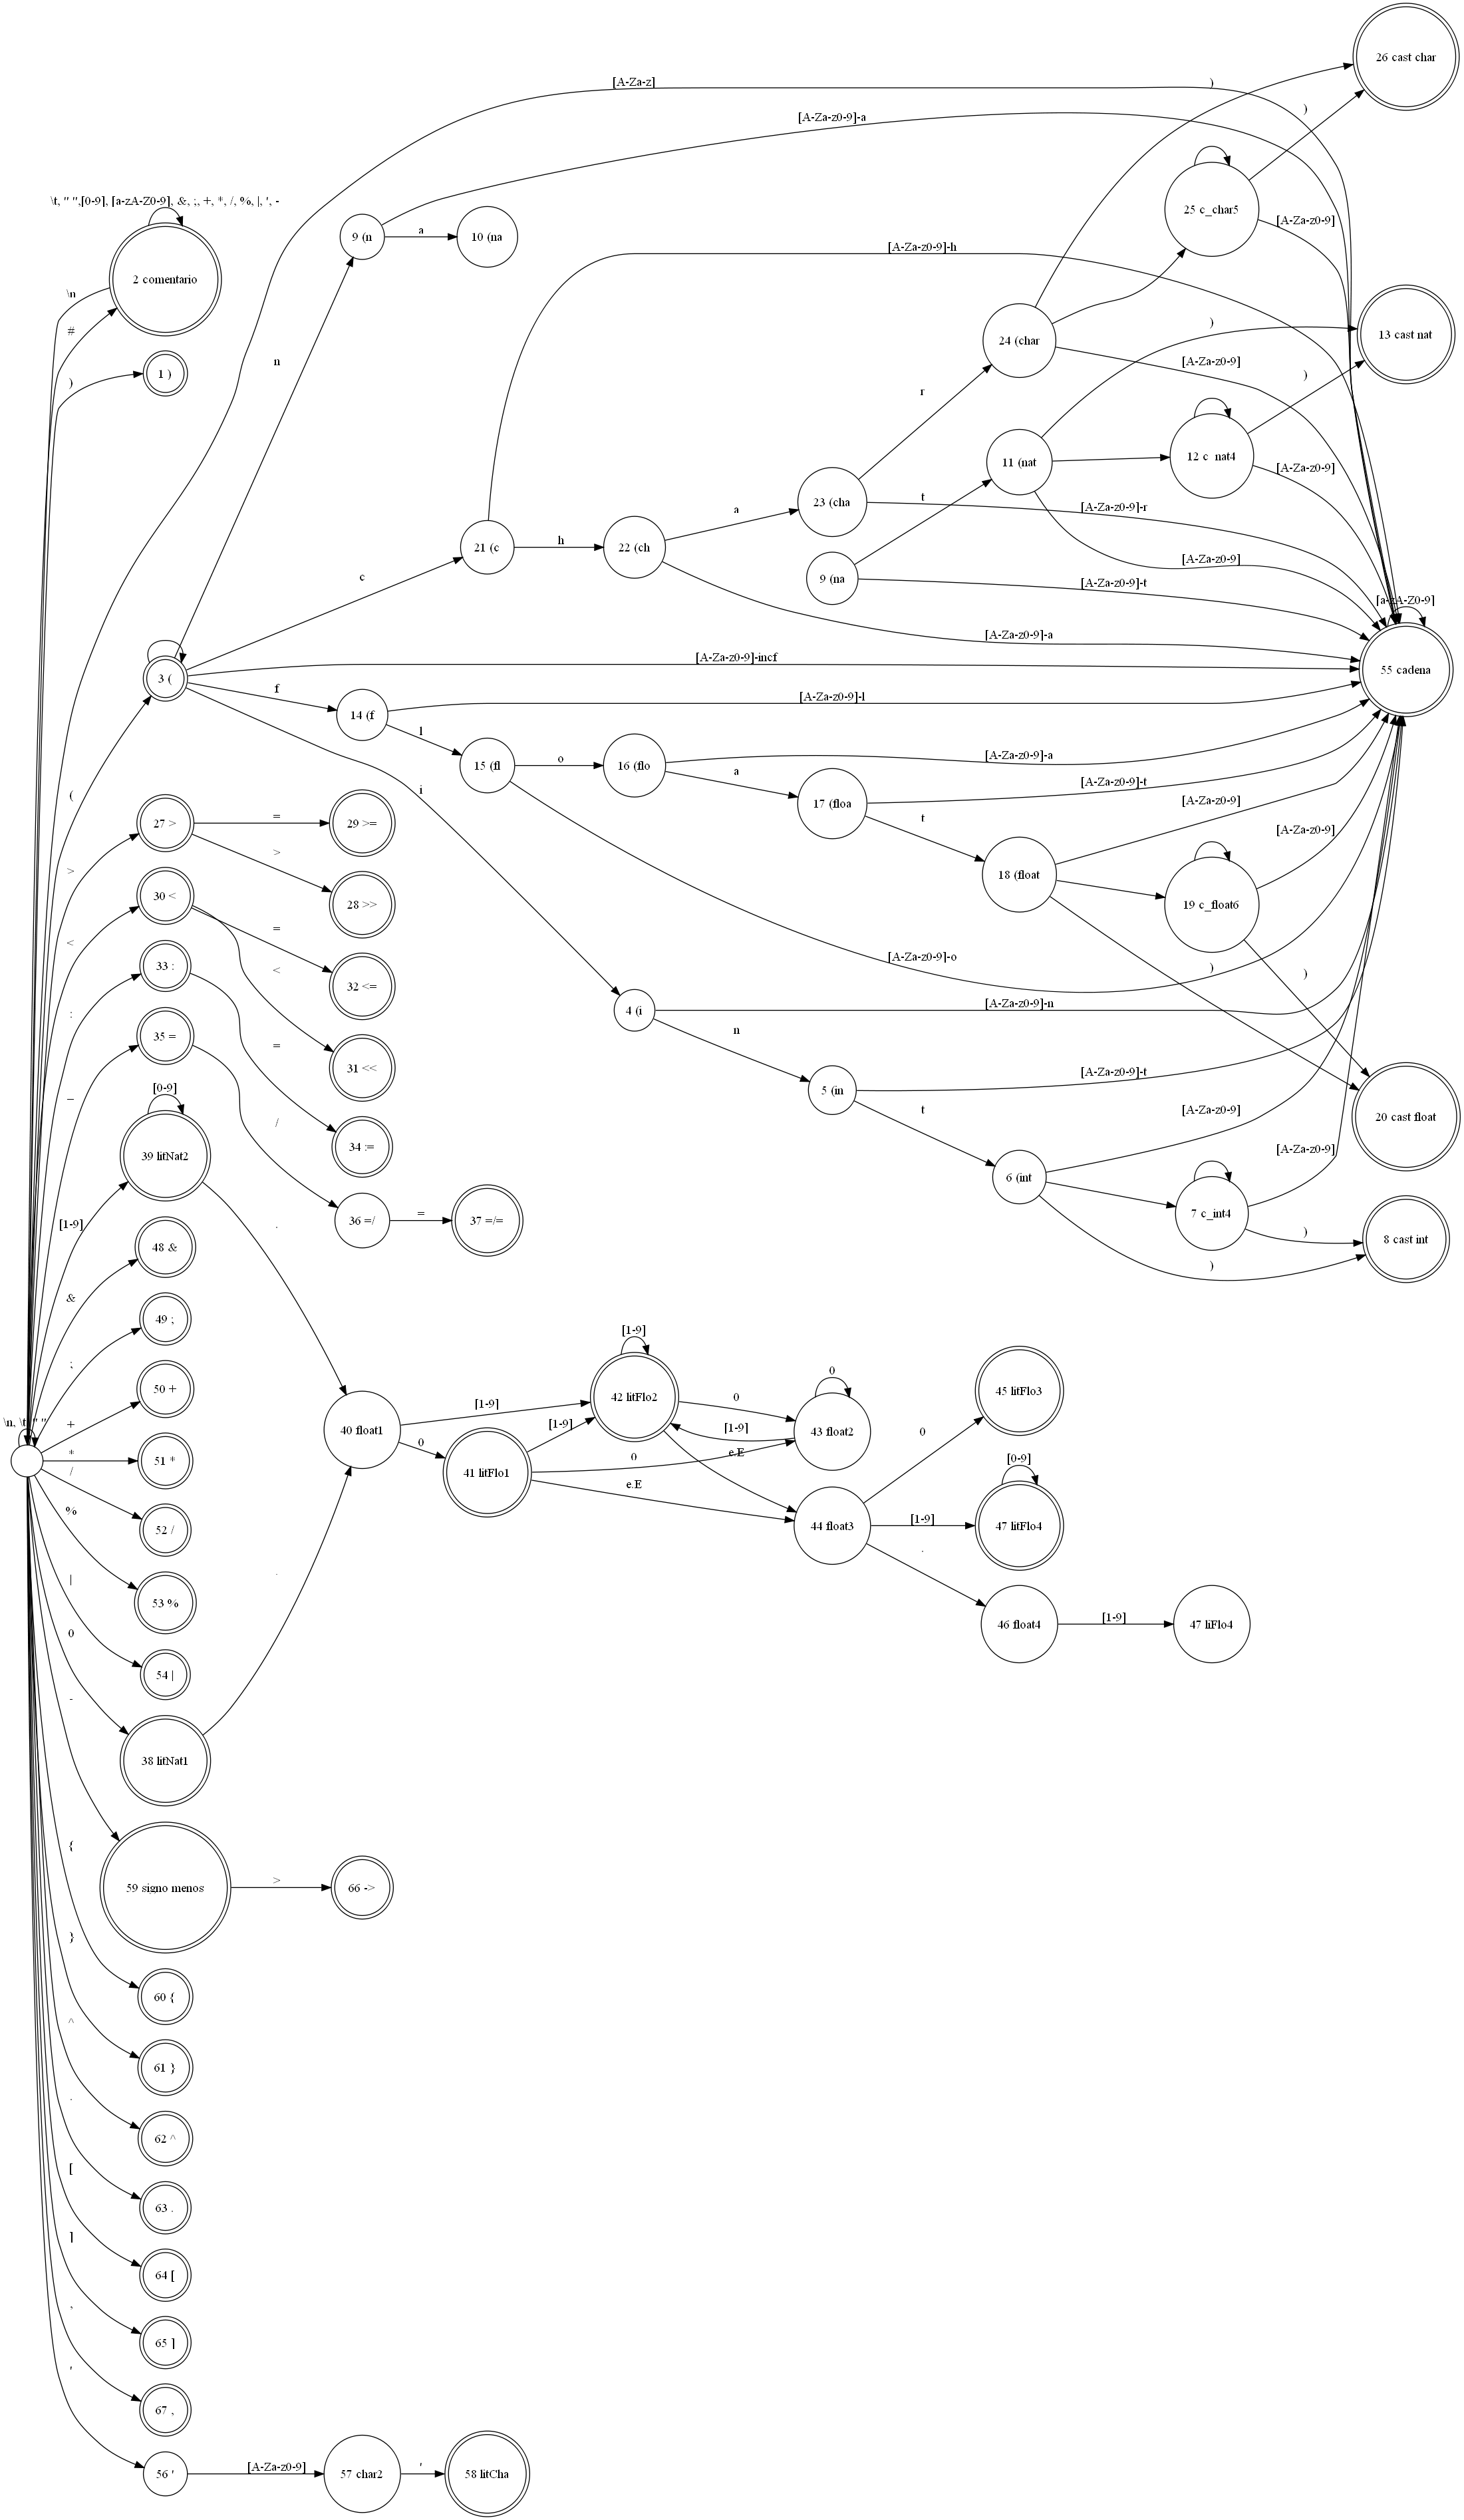 26 cast char
[A-Za-z]
)
[A-Za-z0-9]-a
)
\t, " ",[0-9], [a-zA-Z0-9], &, ;, +, *, /, %, |, ', -
25 c_char5
[A-Za-z0-9]
9 (n
a
10 (na
[A-Za-z0-9]-h
2 comentario
\n
#
)
1 )
n
24 (char
[A-Za-z0-9]
)
13 cast nat
)
r
11 (nat
12 c_nat4
[A-Za-z0-9]
23 (cha
t
[A-Za-z0-9]-r
a
21 (c
h
22 (ch
c
[A-Za-z0-9]
9 (na
[A-Za-z0-9]-t
[a-zA-Z0-9]
[A-Za-z0-9]-a
55 cadena
[A-Za-z0-9]-incf
3 (
f
14 (f
[A-Za-z0-9]-l
l
15 (fl
o
16 (flo
[A-Za-z0-9]-a
a
[A-Za-z0-9]-t
i
(
17 (floa
[A-Za-z0-9]
27 >
=
29 >=
t
[A-Za-z0-9]
>
>
18 (float
30 <
28 >>
19 c_float6
<
=
[A-Za-z0-9]-o
<
)
)
33 :
32 <=
4 (i
[A-Za-z0-9]-n
:
n
35 =
=
31 <<
5 (in
[A-Za-z0-9]-t
=
[0-9]
t
[A-Za-z0-9]
20 cast float
/
34 :=
39 litNat2
[A-Za-z0-9]
6 (int
[1-9]
.
36 =/
=
37 =/=
7 c_int4
)
8 cast int
48 &
)
&
49 ;
;
[1-9]
50 +
+
42 litFlo2
0
0
45 litFlo3
\n, \t, " "
[1-9]
[1-9]
40 float1
[1-9]
43 float2
0
0
51 *
*
41 litFlo1
0
e.E
e.E
[0-9]
/
52 /
44 float3
[1-9]
47 litFlo4
%
.
53 %
|
46 float4
[1-9]
47 liFlo4
0
.
54 |
-
38 litNat1
{
59 signo menos
>
66 ->
}
60 {
^
61 }
.
62 ^
[
63 .
]
64 [
,
65 ]
'
67 ,
56 '
[A-Za-z0-9]
57 char2
'
58 litCha